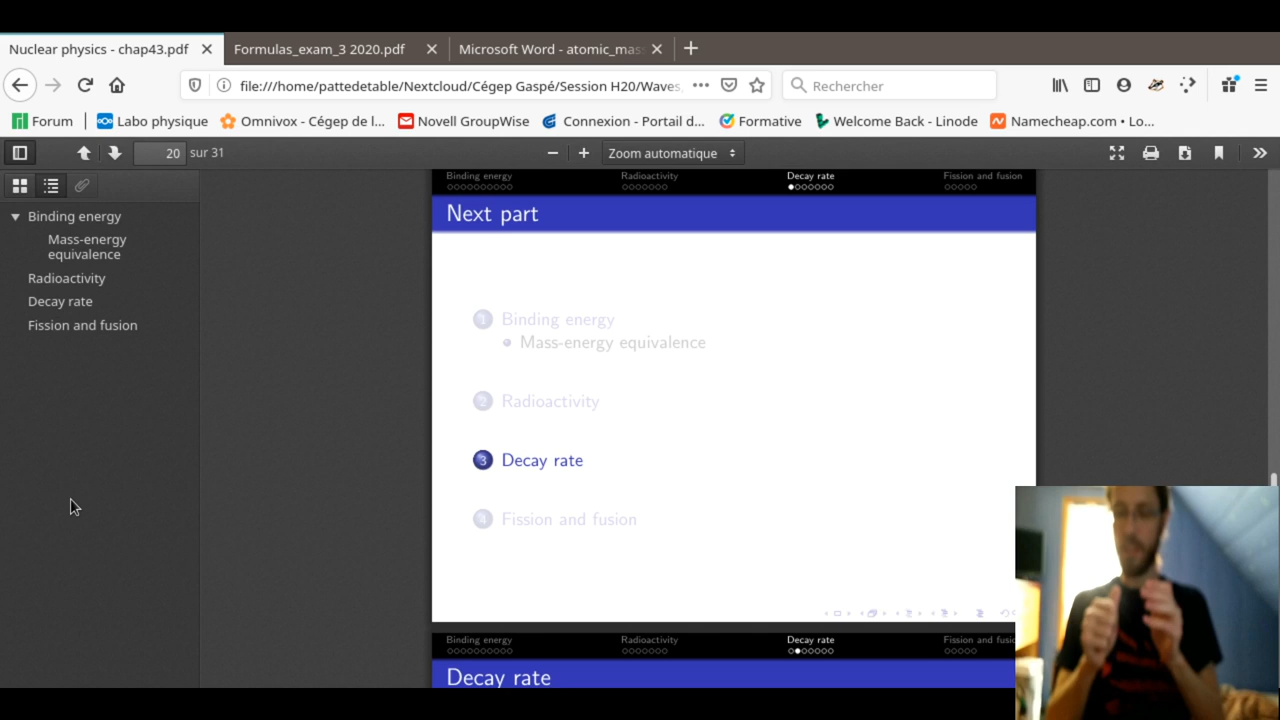 Nuclear physics - chap43.pdf
Formulas_exam_3 2020.pdf
Microsoft Word - atomic_mas
file:///home/pattedetable/Nextcloud/Cégep Gaspé/Session H20/Waves,
Rechercher
Forum
Labo physique
Omnivox - Cégep de l...
Novell GroupWise
Connexion - Portail d...
Formative
Welcome Back - Linode
Namecheap.com • Lo...
20 sur 31
Zoom automatique
Binding energy
Mass-energy
equivalence
Radioactivity
Decay rate
Fission and fusion
Binding energy
Radioactivity
Decay rate
Fission and fusion
Next part
1 Binding energy
Mass-energy equivalence
2 Radioactivity
3 Decay rate
4 Fission and fusion
Binding energy
Radioactivity
Decay rate
Fission and fusio
Decay rate